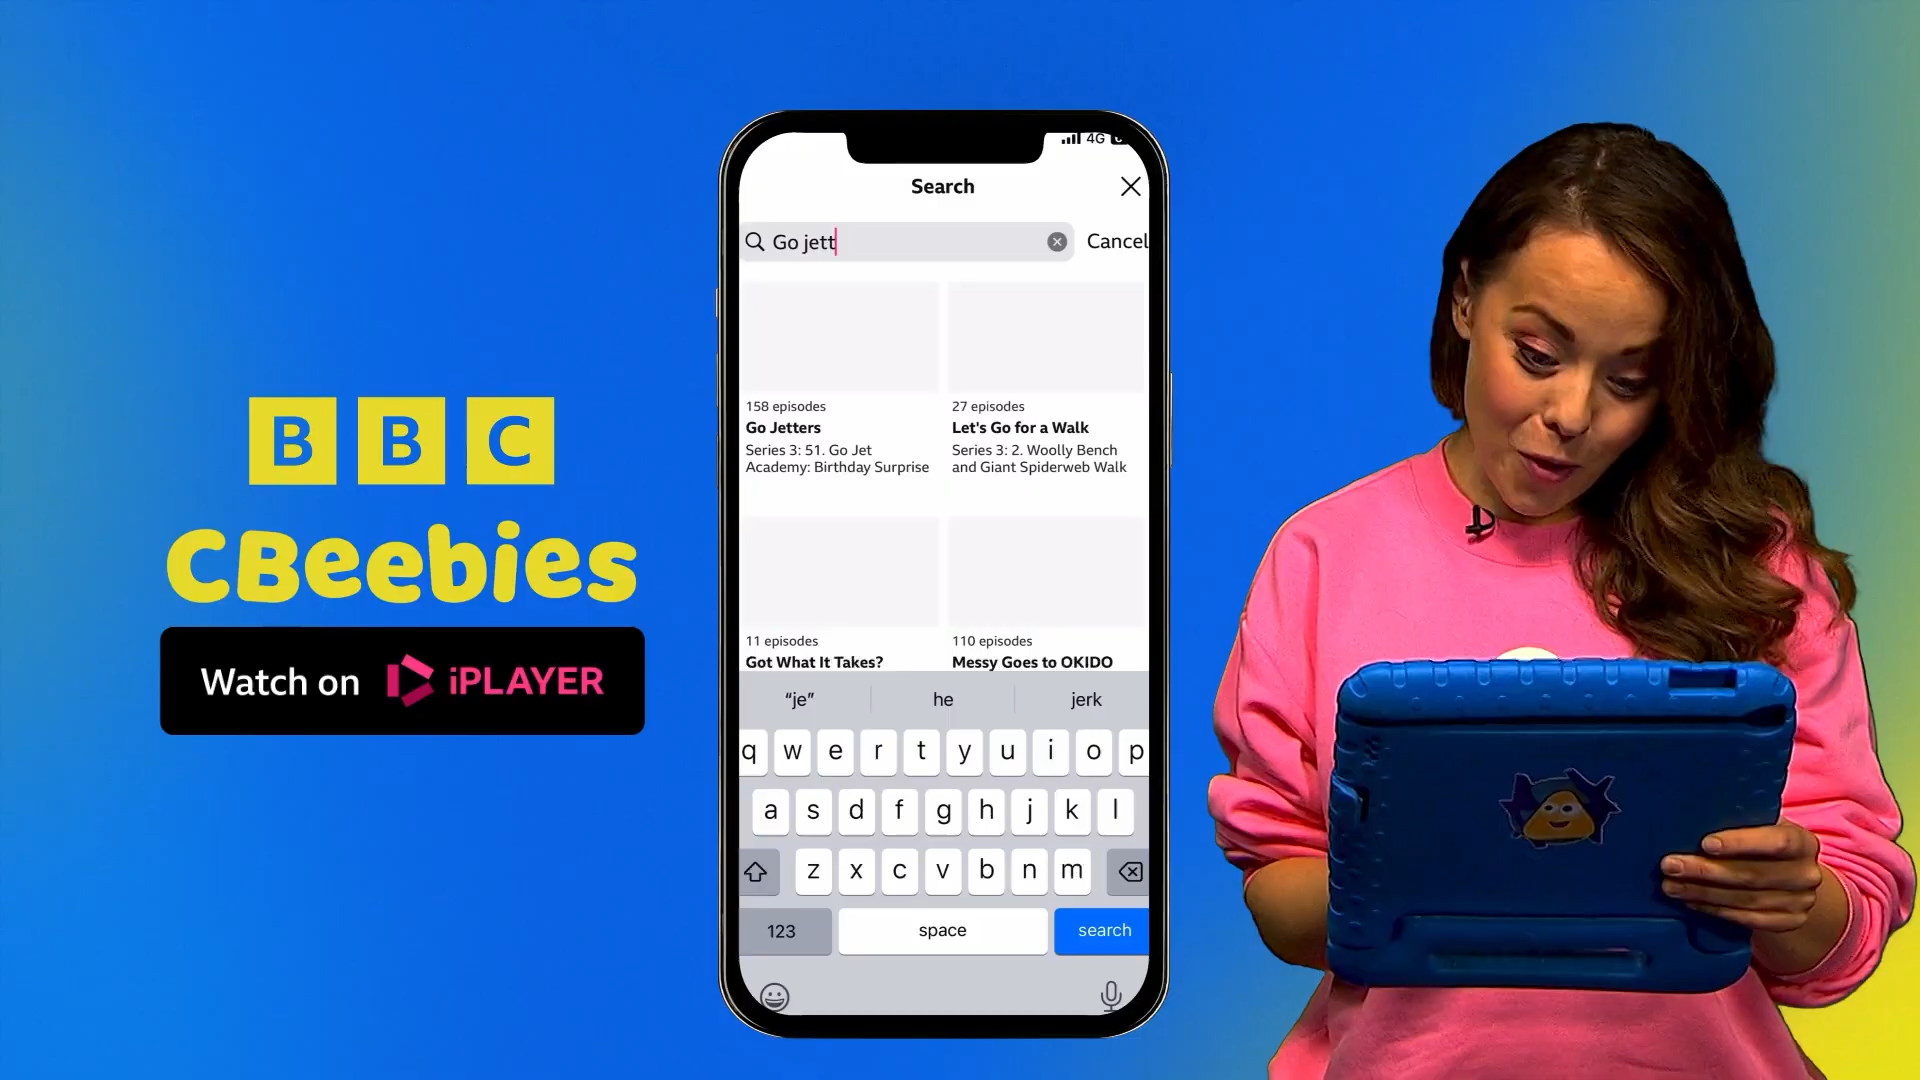 BBC
CBeebies
Watch on iPLAYER
4G
Search
Go jett
Cancel
158 episodes
Go Jetters
Series 3: 51. Go Jet
Academy: Birthday Surprise
27 episodes
Let's Go for a Walk
Series 3: 2. Woolly Bench
and Giant Spiderweb Walk
11 episodes
Got What It Takes?
110 episodes
Messy Goes to OKIDO
“je” he jerk
q w e r t y u i o p
a s d f g h j k l
z x c v b n m
123 space search